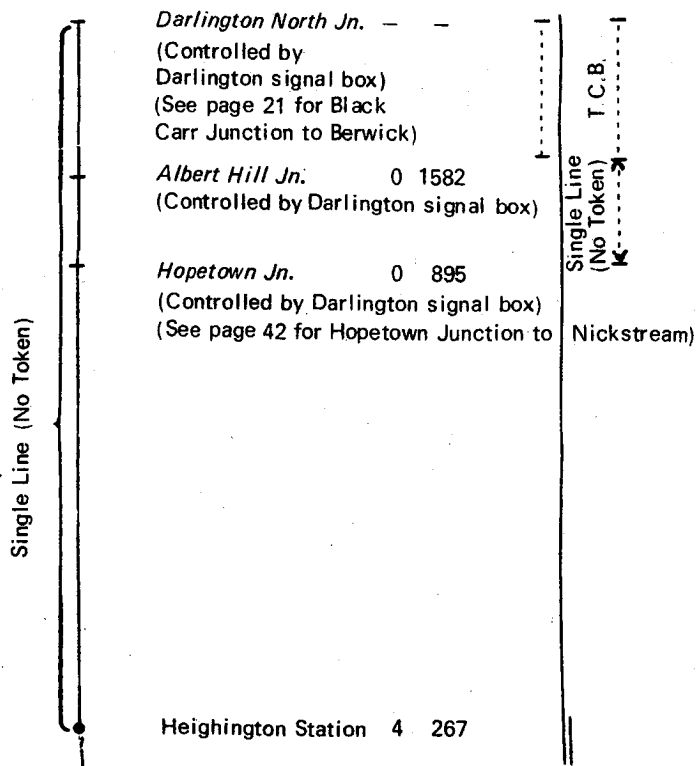 Darlington North Jn. – –
(Controlled by
Darlington signal box)
(See page 21 for Black
Carr Junction to Berwick)
T.C.B.
Albert Hill Jn. 0 1582
(Controlled by Darlington signal box)
Single Line
(No Token)
Hopetown Jn. 0 895
(Controlled by Darlington signal box)
(See page 42 for Hopetown Junction to Nickstream)
Single Line (No Token)
Heighington Station 4 267